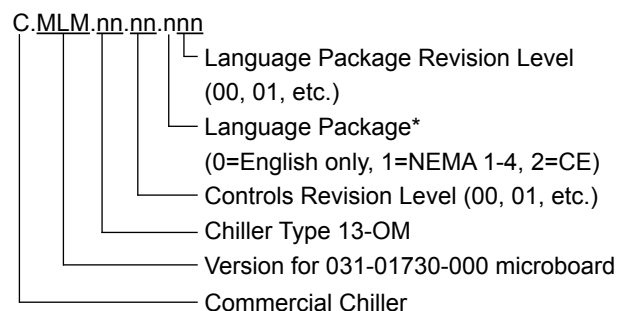 C.MLM.nn.nn.nnn
Language Package Revision Level
(00, 01, etc.)
Language Package*
(0=English only, 1=NEMA 1-4, 2=CE)
Controls Revision Level (00, 01, etc.)
Chiller Type 13-OM
Version for 031-01730-000 microboard
Commercial Chiller